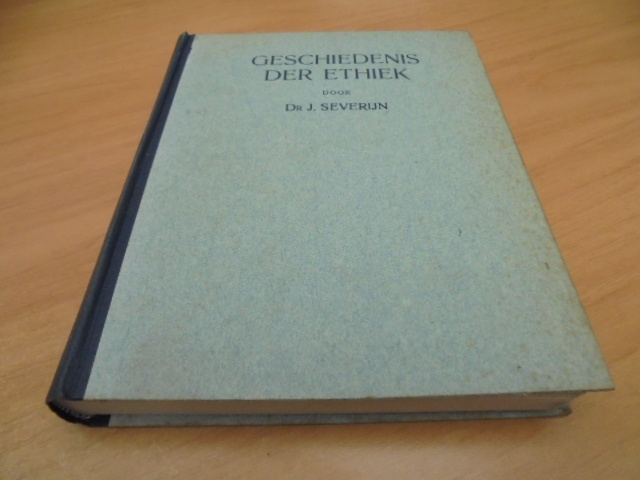 GESCHIEDENIS
DER ETHIEK
DOOR
DR J. SEVERIJN